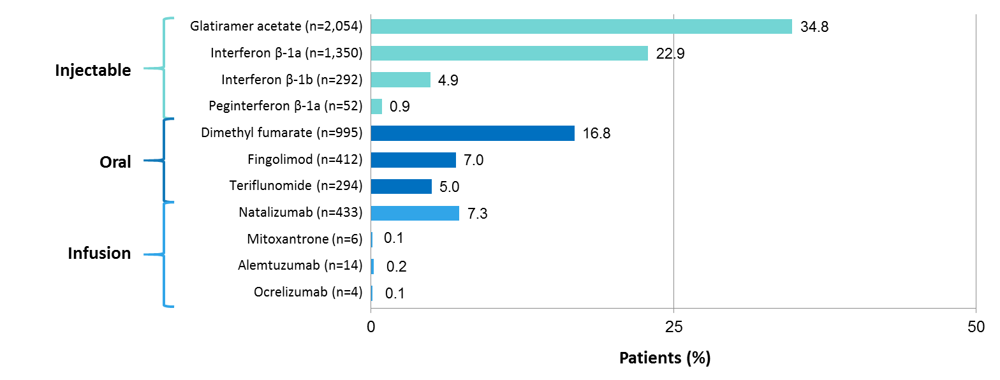 Injectable
Glatiramer acetate (n=2,054) 34.8
Interferon β-1a (n=1,350) 22.9
Interferon β-1b (n=292) 4.9
Peginterferon β-1a (n=52) 0.9
Oral
Dimethyl fumarate (n=995) 16.8
Fingolimod (n=412) 7.0
Teriflunomide (n=294) 5.0
Infusion
Natalizumab (n=433) 7.3
Mitoxantrone (n=6) 0.1
Alemtuzumab (n=14) 0.2
Ocrelizumab (n=4) 0.1
0 25 50
Patients (%)